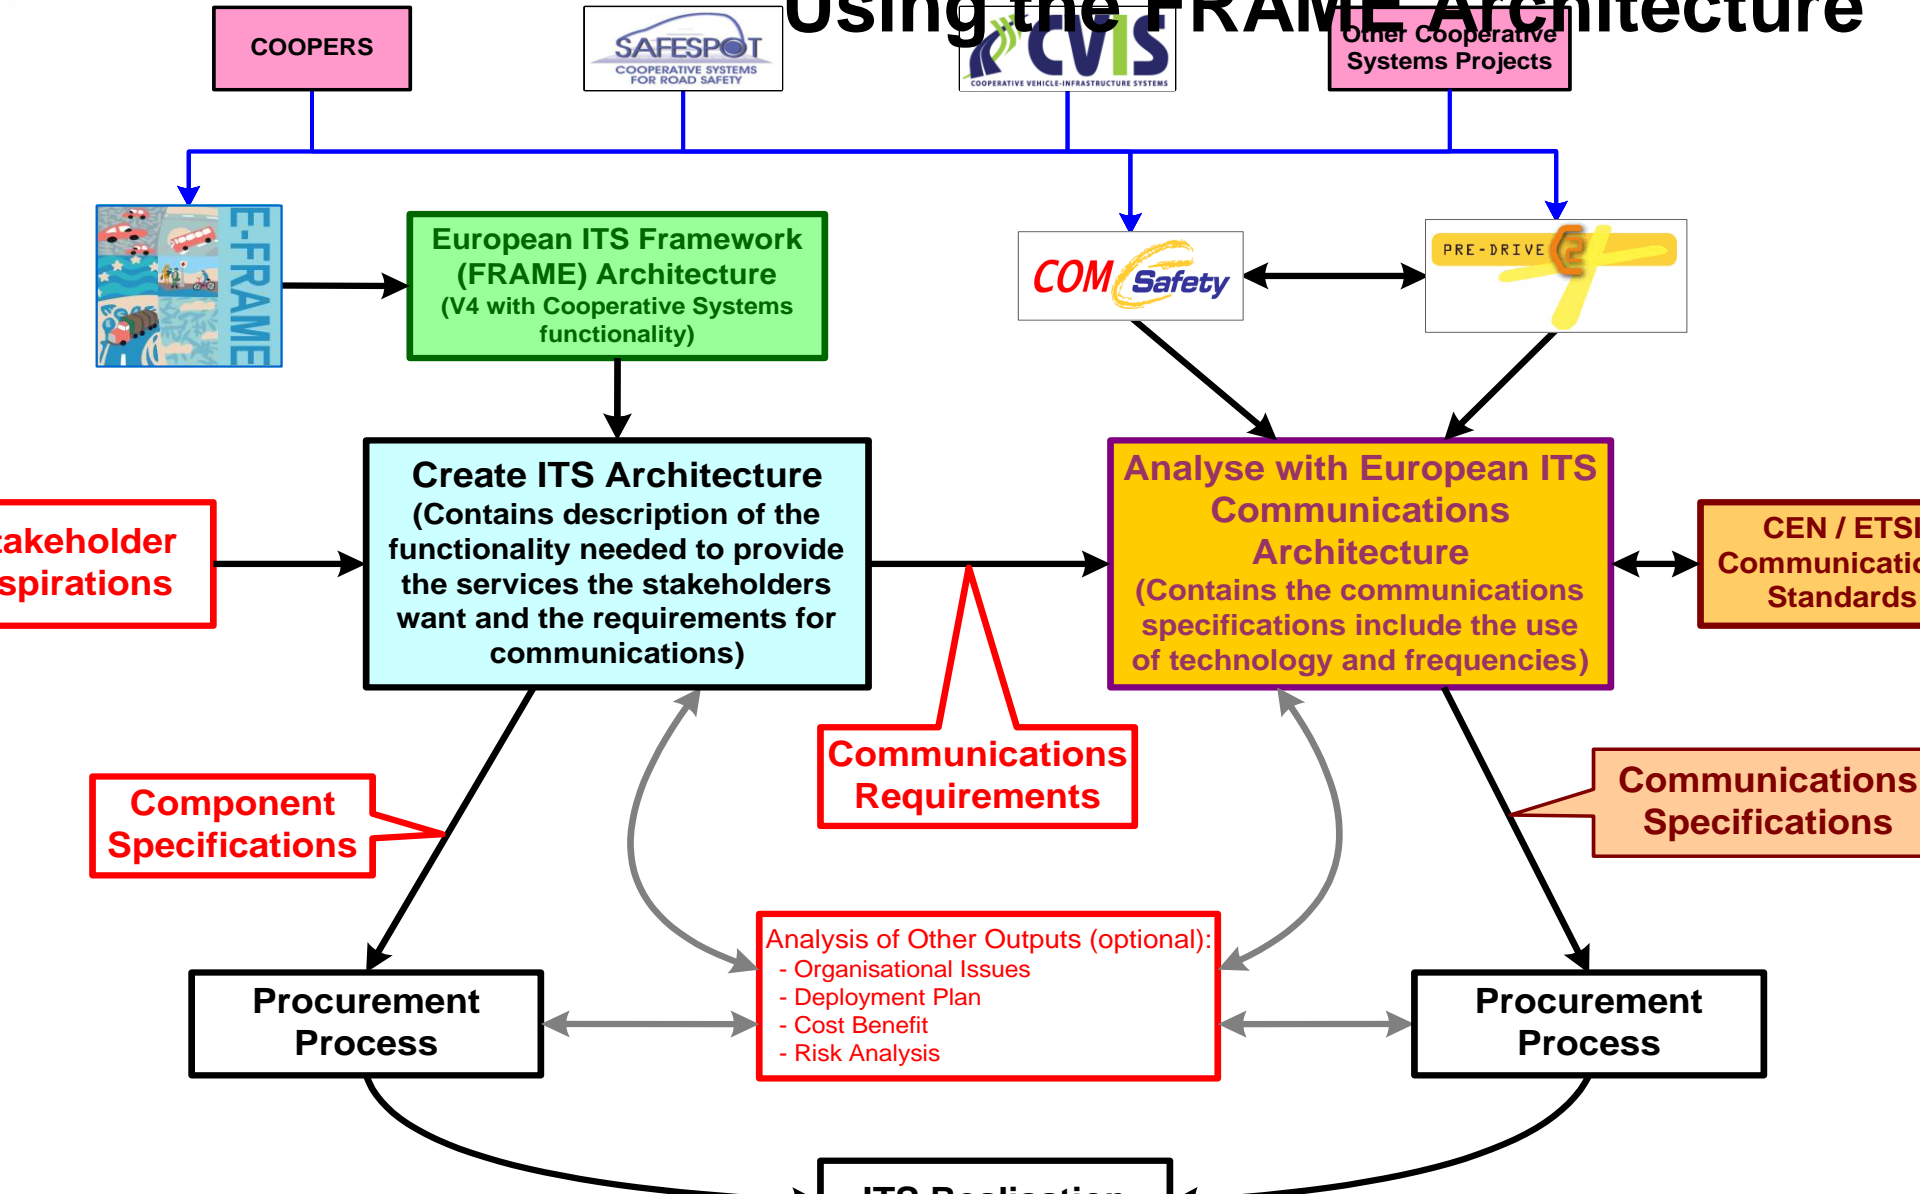 Using the FRAME Architecture
COOPERS
SAFESPOT
COOPERATIVE SYSTEMS
FOR ROAD SAFETY
CVIS
COOPERATIVE VEHICLE-INFRASTRUCTURE SYSTEMS
Other Cooperative
Systems Projects
E-FRAME
European ITS Framework
(FRAME) Architecture
(V4 with Cooperative Systems
functionality)
COM Safety
PRE-DRIVE C2X
Create ITS Architecture
(Contains description of the
functionality needed to provide
the services the stakeholders
want and the requirements for
communications)
Analyse with European ITS
Communications
Architecture
(Contains the communications
specifications include the use
of technology and frequencies)
takeholder
spirations
CEN / ETSI
Communicatio
Standards
Communications
Requirements
Component
Specifications
Communications
Specifications
Analysis of Other Outputs (optional):
- Organisational Issues
- Deployment Plan
- Cost Benefit
- Risk Analysis
Procurement
Process
Procurement
Process
ITS Realisation